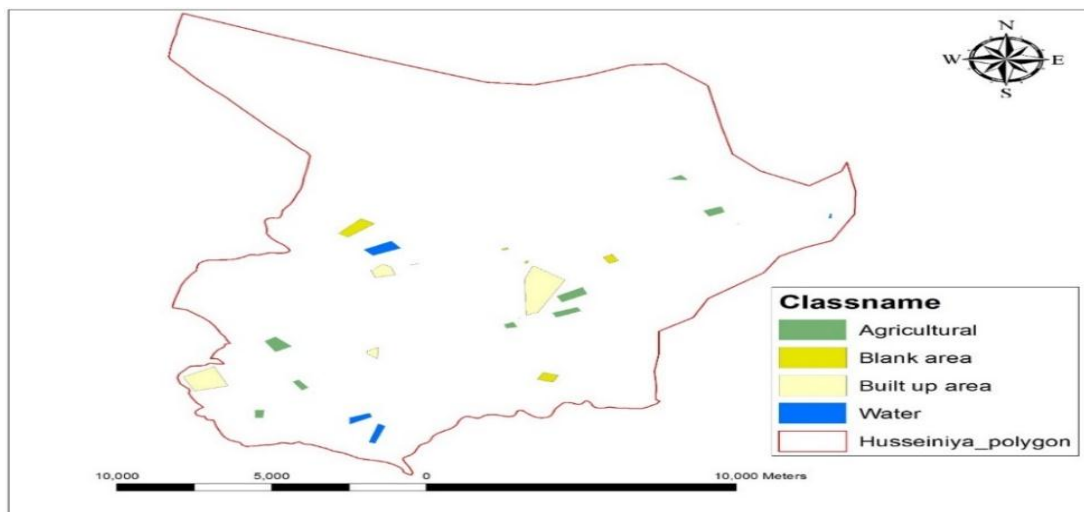 N
W E
S
Classname
Agricultural
Blank area
Built up area
Water
Husseiniya_polygon
10,000 5,000 0 10,000 Meters